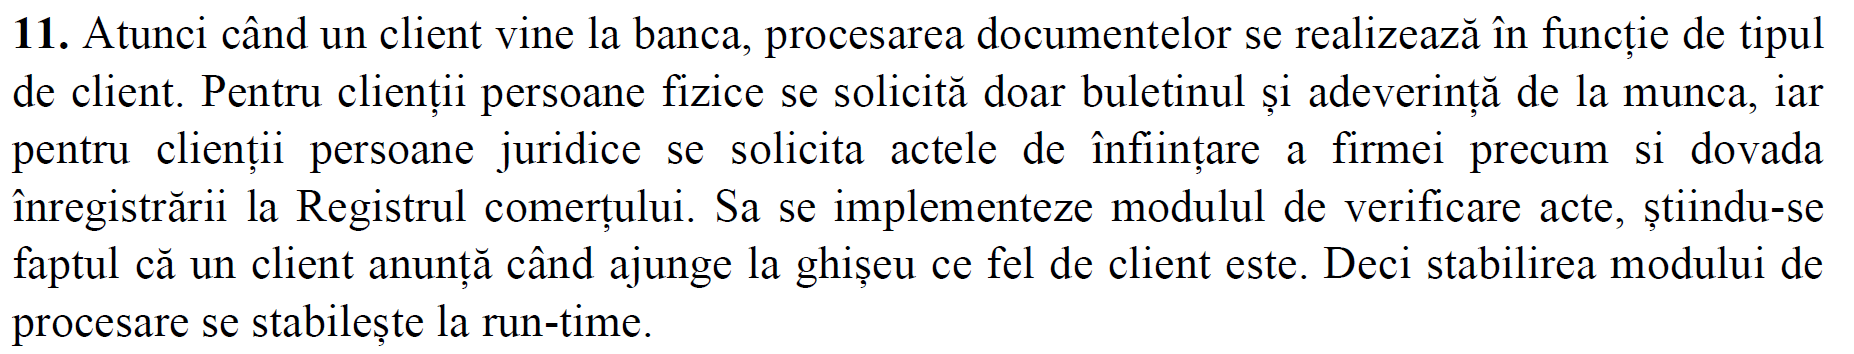 11. Atunci când un client vine la banca, procesarea documentelor se realizează în funcție de tipul
de client. Pentru clienții persoane fizice se solicită doar buletinul și adeverință de la munca, iar
pentru clienții persoane juridice se solicita actele de înființare a firmei precum si dovada
înregistrării la Registrul comerțului. Sa se implementeze modulul de verificare acte, știindu-se
faptul că un client anunță când ajunge la ghișeu ce fel de client este. Deci stabilirea modului de
procesare se stabilește la run-time.